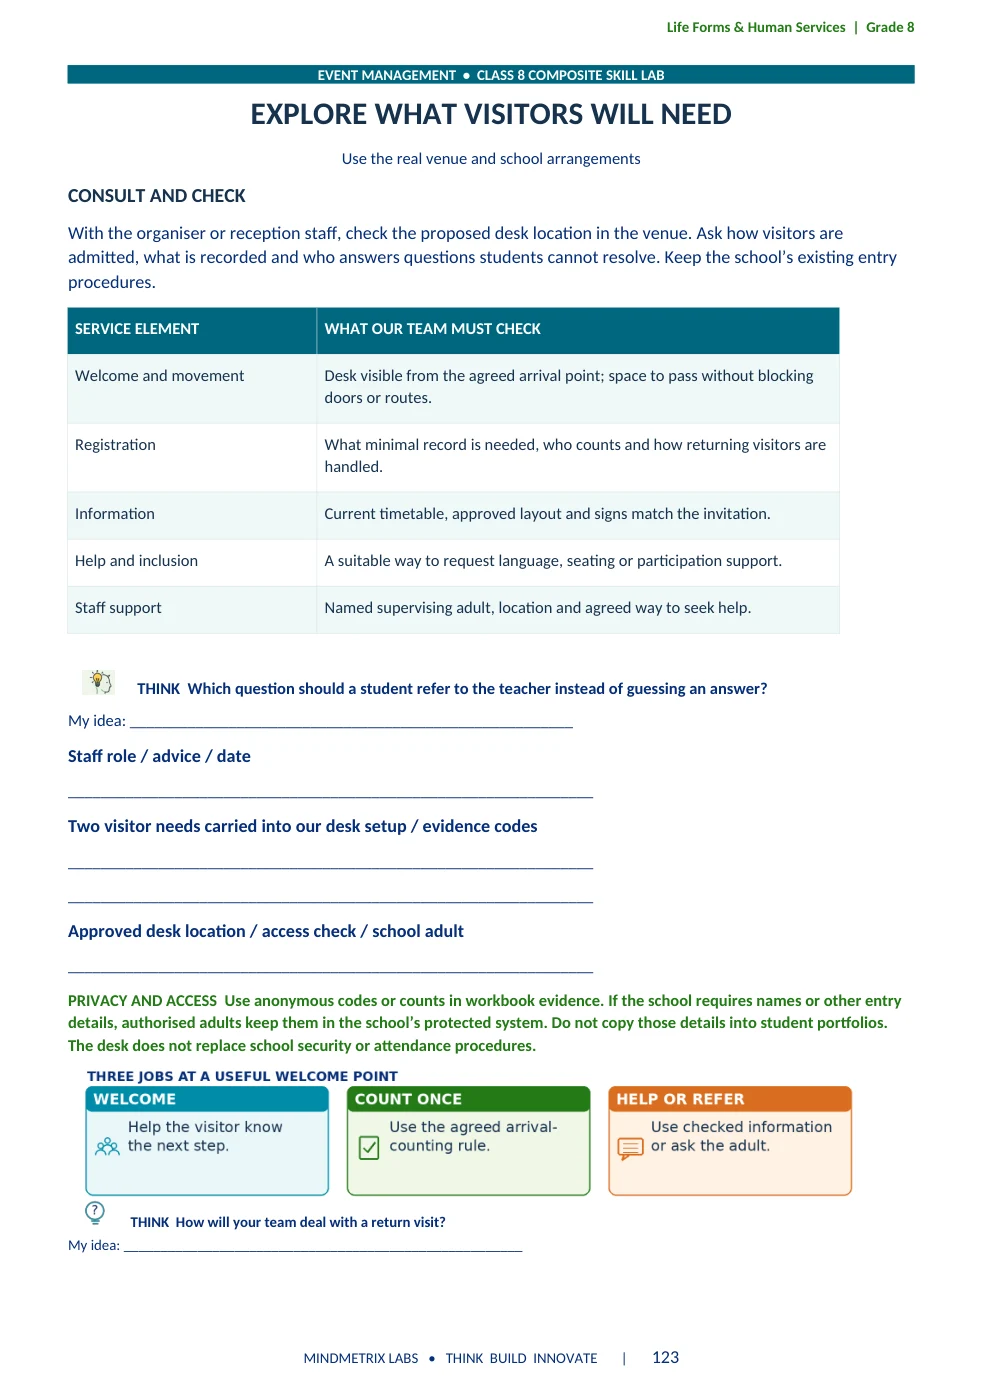 Life Forms & Human Services | Grade 8
EVENT MANAGEMENT ● CLASS 8 COMPOSITE SKILL LAB
EXPLORE WHAT VISITORS WILL NEED
Use the real venue and school arrangements
CONSULT AND CHECK
With the organiser or reception staff, check the proposed desk location in the venue. Ask how visitors are
admitted, what is recorded and who answers questions students cannot resolve. Keep the school’s existing entry
procedures.
SERVICE ELEMENT WHAT OUR TEAM MUST CHECK
Welcome and movement Desk visible from the agreed arrival point; space to pass without blocking
doors or routes.
Registration What minimal record is needed, who counts and how returning visitors are
handled.
Information Current timetable, approved layout and signs match the invitation.
Help and inclusion A suitable way to request language, seating or participation support.
Staff support Named supervising adult, location and agreed way to seek help.
THINK Which question should a student refer to the teacher instead of guessing an answer?
My idea: ______________________________________________________
Staff role / advice / date
________________________________________________________________
Two visitor needs carried into our desk setup / evidence codes
________________________________________________________________
________________________________________________________________
Approved desk location / access check / school adult
________________________________________________________________
PRIVACY AND ACCESS Use anonymous codes or counts in workbook evidence. If the school requires names or other entry
details, authorised adults keep them in the school’s protected system. Do not copy those details into student portfolios.
The desk does not replace school security or attendance procedures.
THREE JOBS AT A USEFUL WELCOME POINT
WELCOME
Help the visitor know
the next step.
COUNT ONCE
Use the agreed arrival-
counting rule.
HELP OR REFER
Use checked information
or ask the adult.
?
THINK How will your team deal with a return visit?
My idea: ______________________________________________________
MINDMETRIX LABS ● THINK BUILD INNOVATE | 123